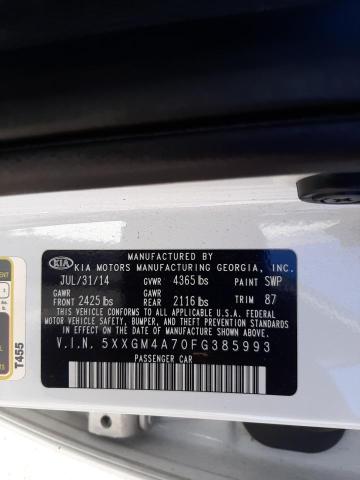 MANUFACTURED BY
KIA KIA MOTORS MANUFACTURING GEORGIA, INC.
JUL/31/14 GVWR 4365 lbs PAINT SWP
GAWR GAWR
FRONT 2425 lbs REAR 2116 lbs TRIM 87
THIS VEHICLE CONFORMS TO ALL APPLICABLE U.S.A. FEDERAL
MOTOR VEHICLE SAFETY, BUMPER, AND THEFT
PREVENTION STANDARDS IN EFFECT ON THE DATE OF
MANUFACTURE SHOWN ABOVE.
V.I.N. 5XXGM4A70FG385993
PASSENGER CAR
T455